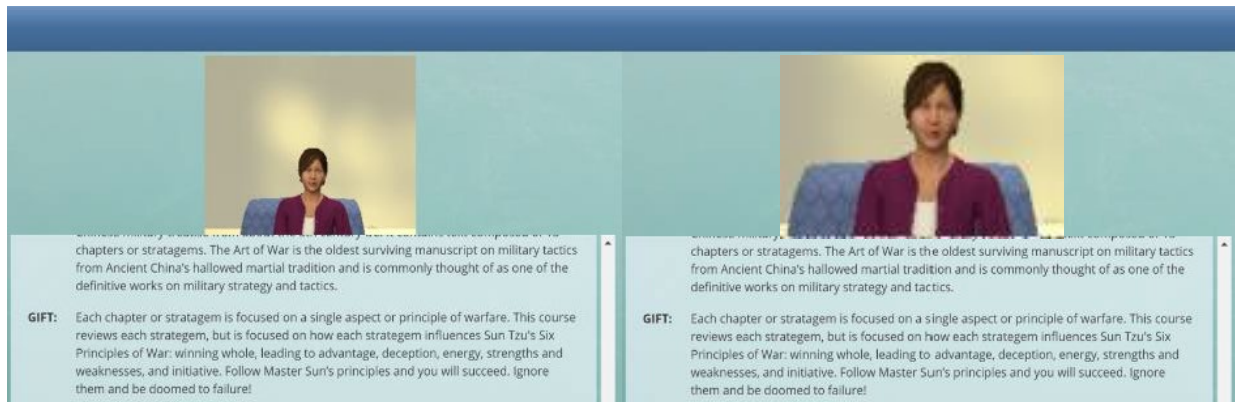 chapters or stratagems. The Art of War is the oldest surviving manuscript on military tactics
from Ancient China's hallowed martial tradition and is commonly thought of as one of the
definitive works on military strategy and tactics.
GIFT: Each chapter or stratagem is focused on a single aspect or principle of warfare. This course
reviews each strategem, but is focused on how each strategem influences Sun Tzu's Six
Principles of War: winning whole, leading to advantage, deception, energy, strengths and
weaknesses, and initiative. Follow Master Sun's principles and you will succeed. Ignore
them and be doomed to failure!
chapters or stratagems. The Art of War is the oldest surviving manuscript on military tactics
from Ancient China's hallowed martial tradition and is commonly thought of as one of the
definitive works on military strategy and tactics.
GIFT: Each chapter or stratagem is focused on a single aspect or principle of warfare. This course
reviews each strategem, but is focused on how each strategem influences Sun Tzu's Six
Principles of War: winning whole, leading to advantage, deception, energy, strengths and
weaknesses, and initiative. Follow Master Sun's principles and you will succeed. Ignore
them and be doomed to failure!